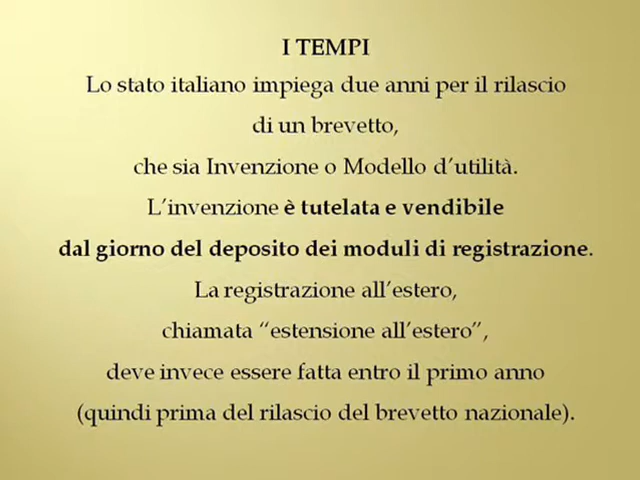 I TEMPI
Lo stato italiano impiega due anni per il rilascio
di un brevetto,
che sia Invenzione o Modello d’utilità.
L’invenzione è tutelata e vendibile
dal giorno del deposito dei moduli di registrazione.
La registrazione all’estero,
chiamata “estensione all’estero”,
deve invece essere fatta entro il primo anno
(quindi prima del rilascio del brevetto nazionale).